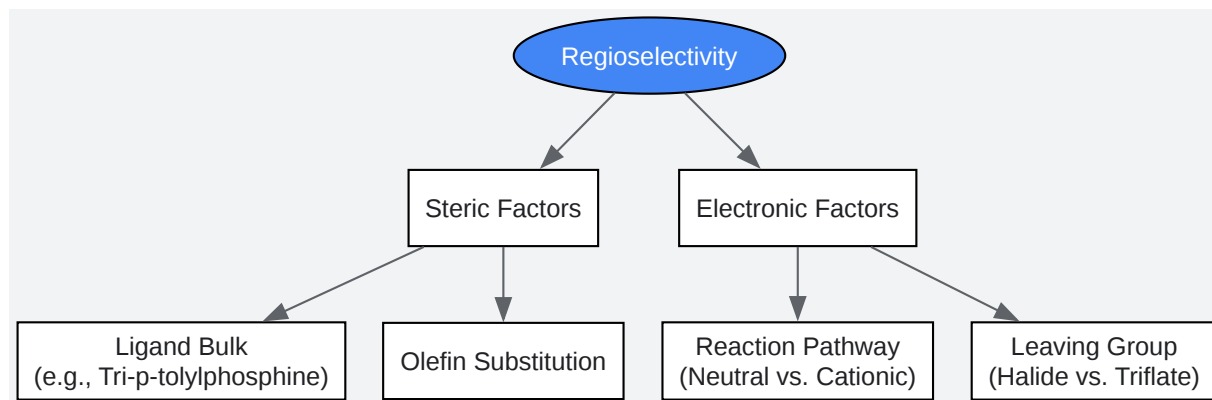 Regioselectivity
Steric Factors
Electronic Factors
Ligand Bulk
(e.g., Tri-p-tolylphosphine)
Olefin Substitution
Reaction Pathway
(Neutral vs. Cationic)
Leaving Group
(Halide vs. Triflate)